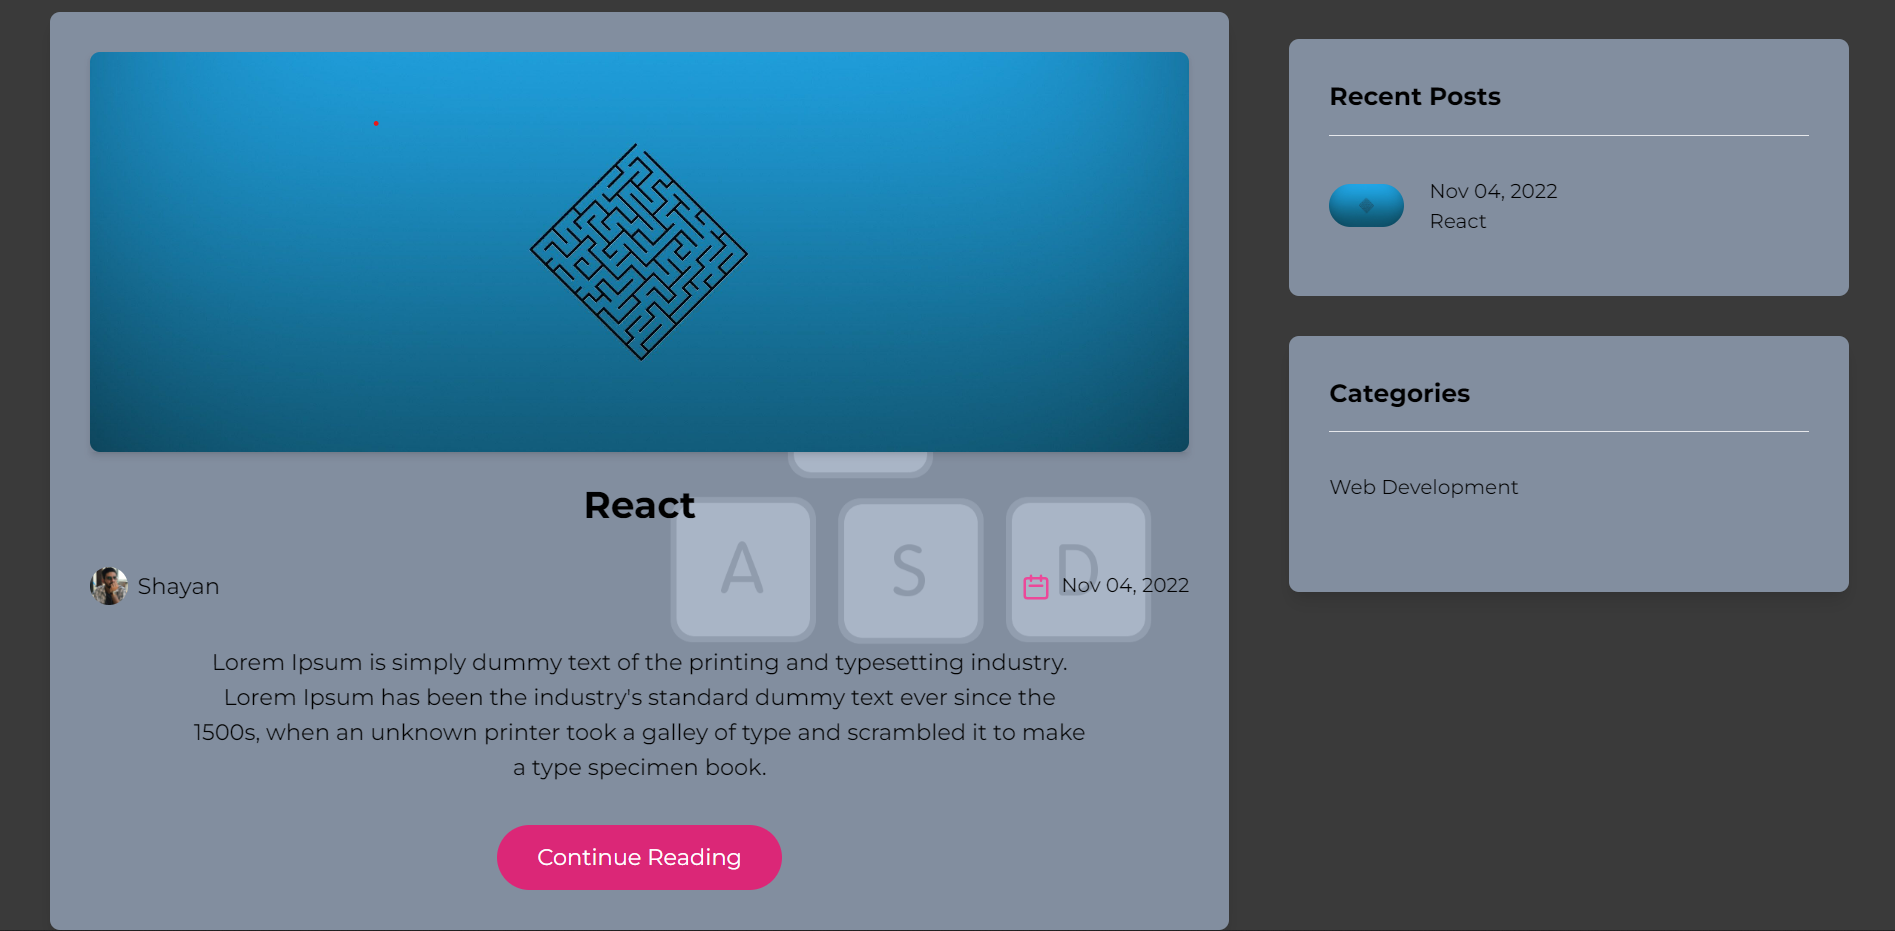 React
A S D
Shayan
Nov 04, 2022
Lorem Ipsum is simply dummy text of the printing and typesetting industry.
Lorem Ipsum has been the industry's standard dummy text ever since the
1500s, when an unknown printer took a galley of type and scrambled it to make
a type specimen book.
Continue Reading
Recent Posts
Nov 04, 2022
React
Categories
Web Development